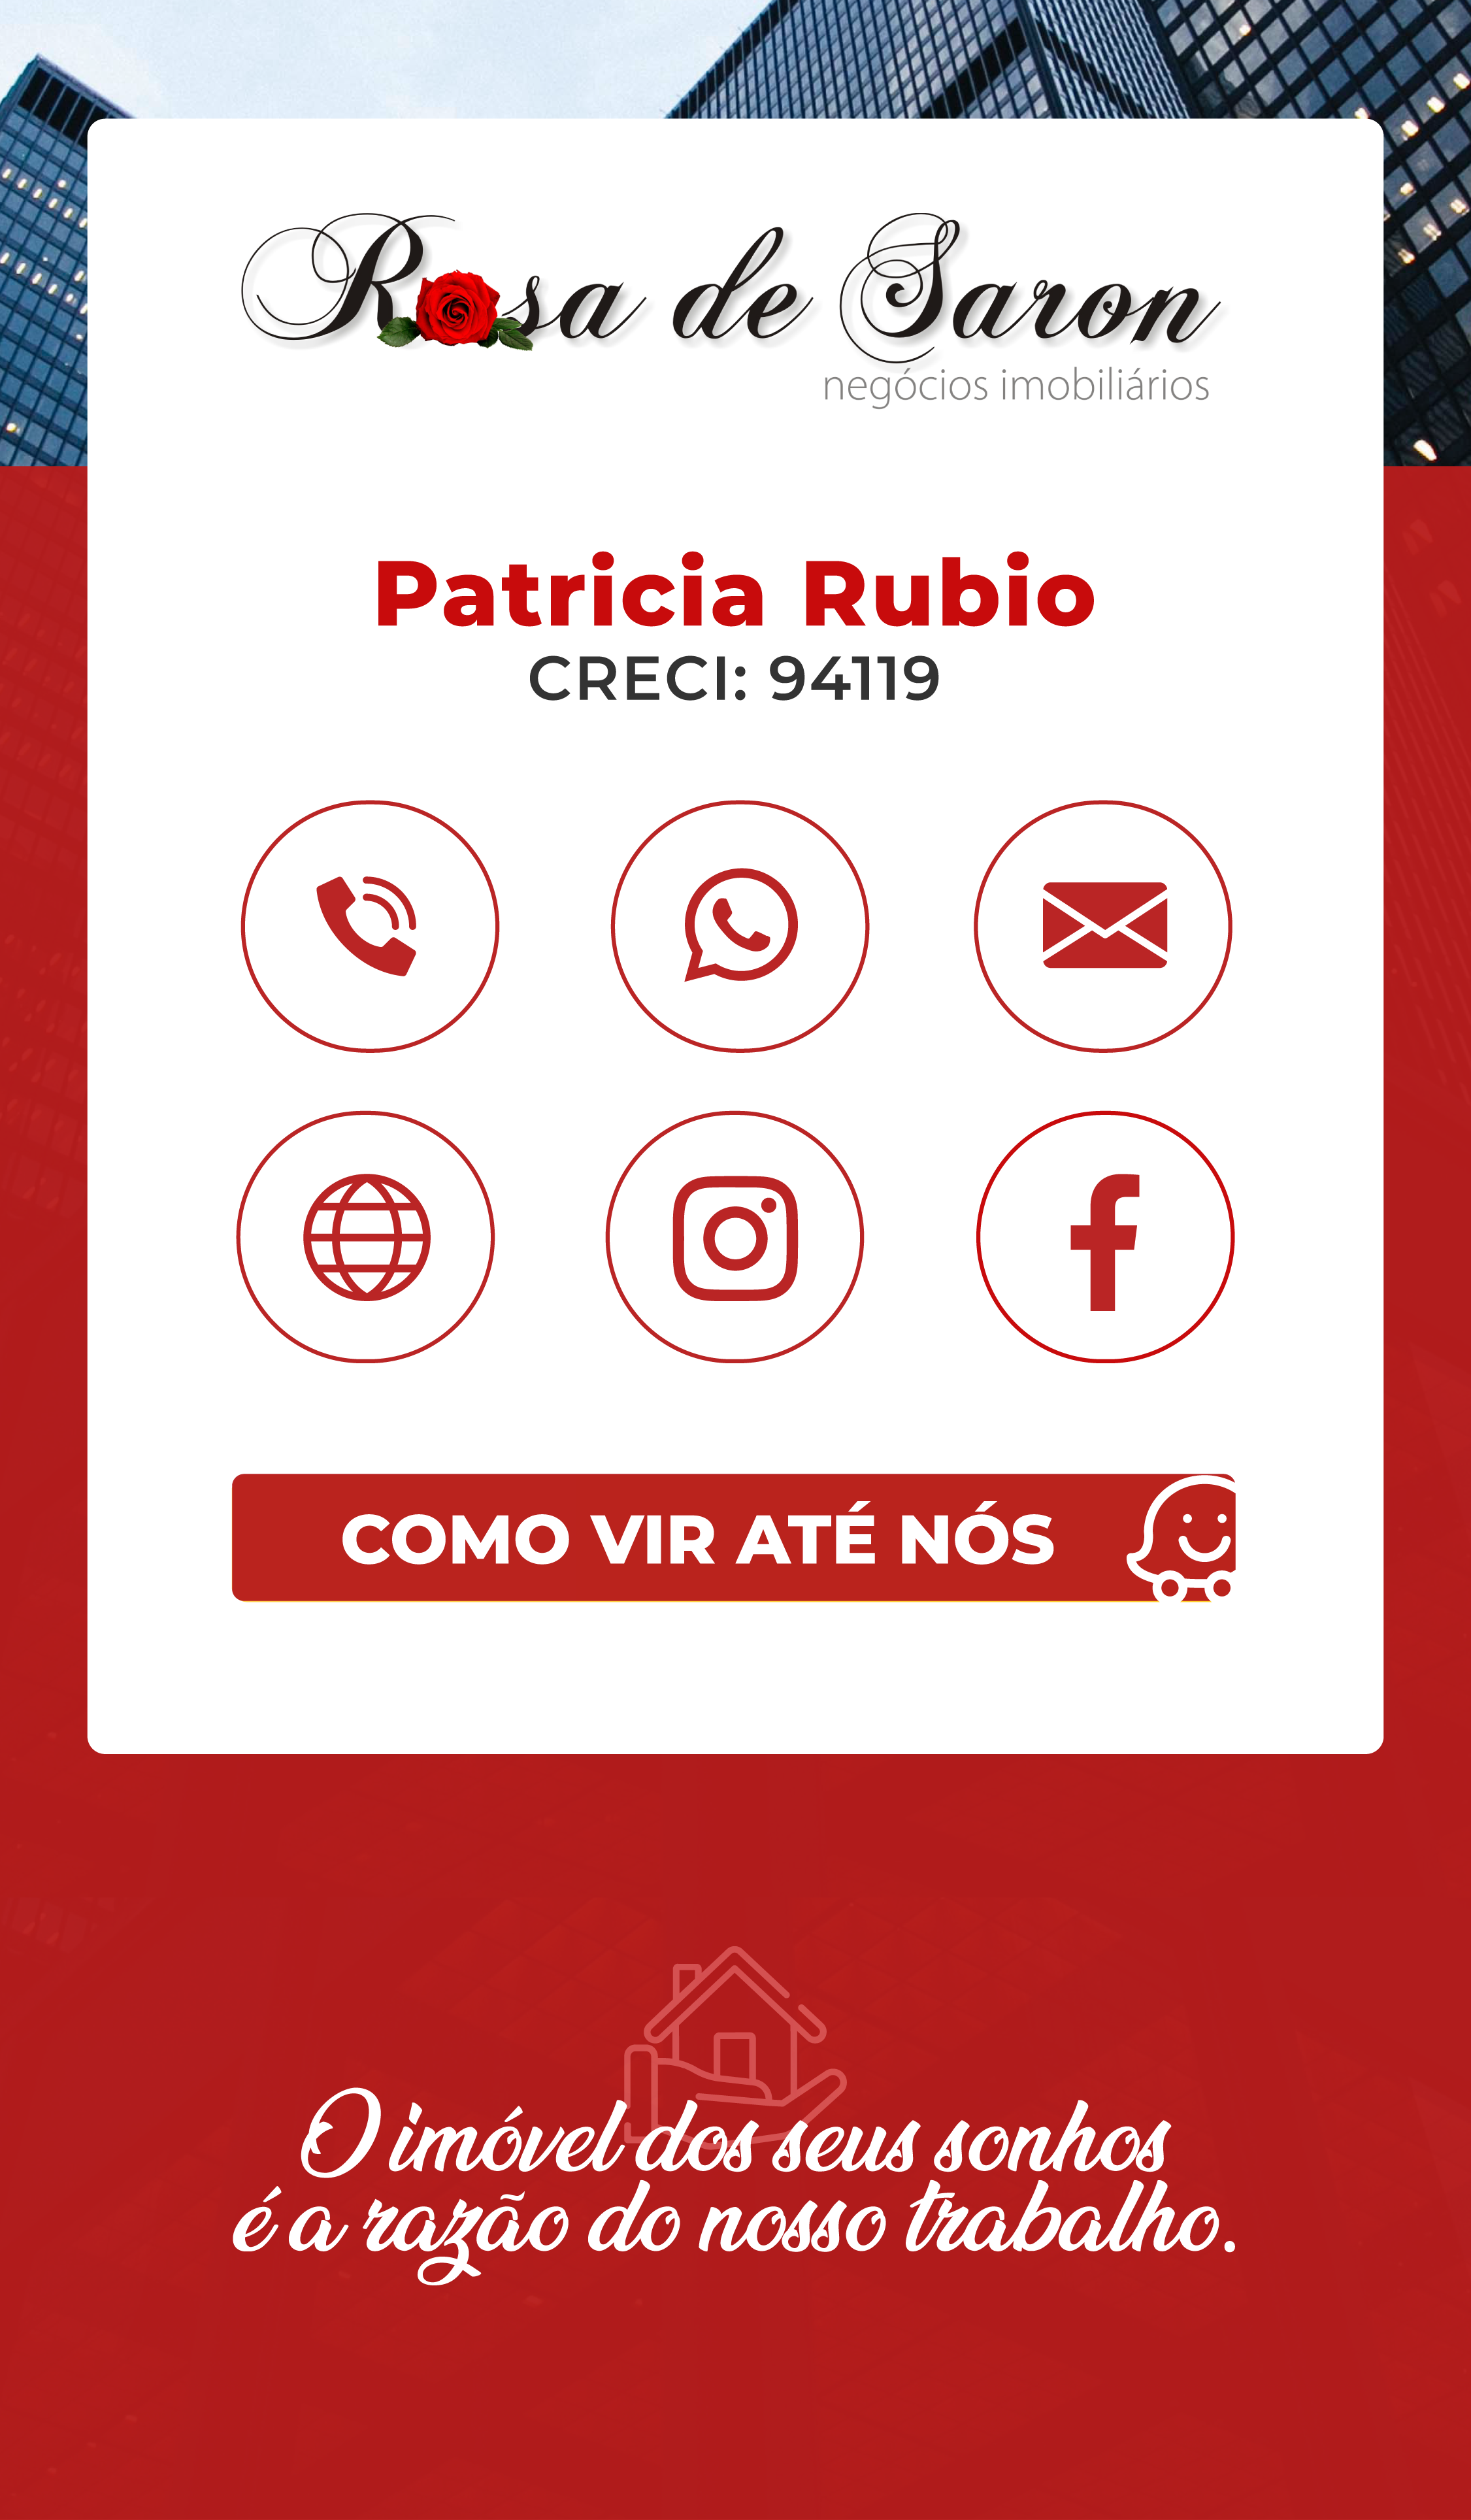 Rosa de Saron
negócios imobiliários
Patricia Rubio
CRECI: 94119
COMO VIR ATÉ NÓS
O imóvel dos seus sonhos
é a razão do nosso trabalho.